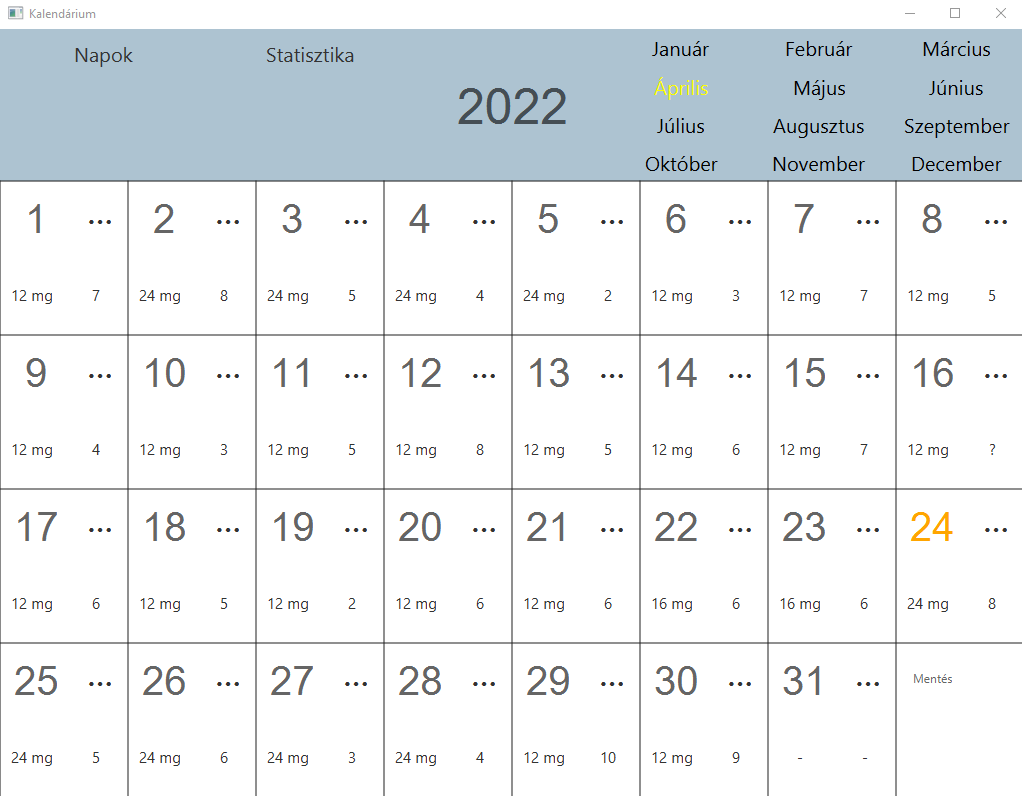 Kalendárium
Napok Statisztika
2022
Január Február Március
Április Május Június
Július Augusztus Szeptember
Október November December
1 ... 2 ... 3 ... 4 ... 5 ... 6 ... 7 ... 8 ...
12 mg 7 24 mg 8 24 mg 5 24 mg 4 24 mg 2 12 mg 3 12 mg 7 12 mg 5
9 ... 10 ... 11 ... 12 ... 13 ... 14 ... 15 ... 16 ...
12 mg 4 12 mg 3 12 mg 5 12 mg 8 12 mg 5 12 mg 6 12 mg 7 12 mg ?
17 ... 18 ... 19 ... 20 ... 21 ... 22 ... 23 ... 24 ...
12 mg 6 12 mg 5 12 mg 2 12 mg 6 12 mg 6 16 mg 6 16 mg 6 24 mg 8
25 ... 26 ... 27 ... 28 ... 29 ... 30 ... 31 ... Mentés
24 mg 5 24 mg 6 24 mg 3 24 mg 4 12 mg 10 12 mg 9 - -